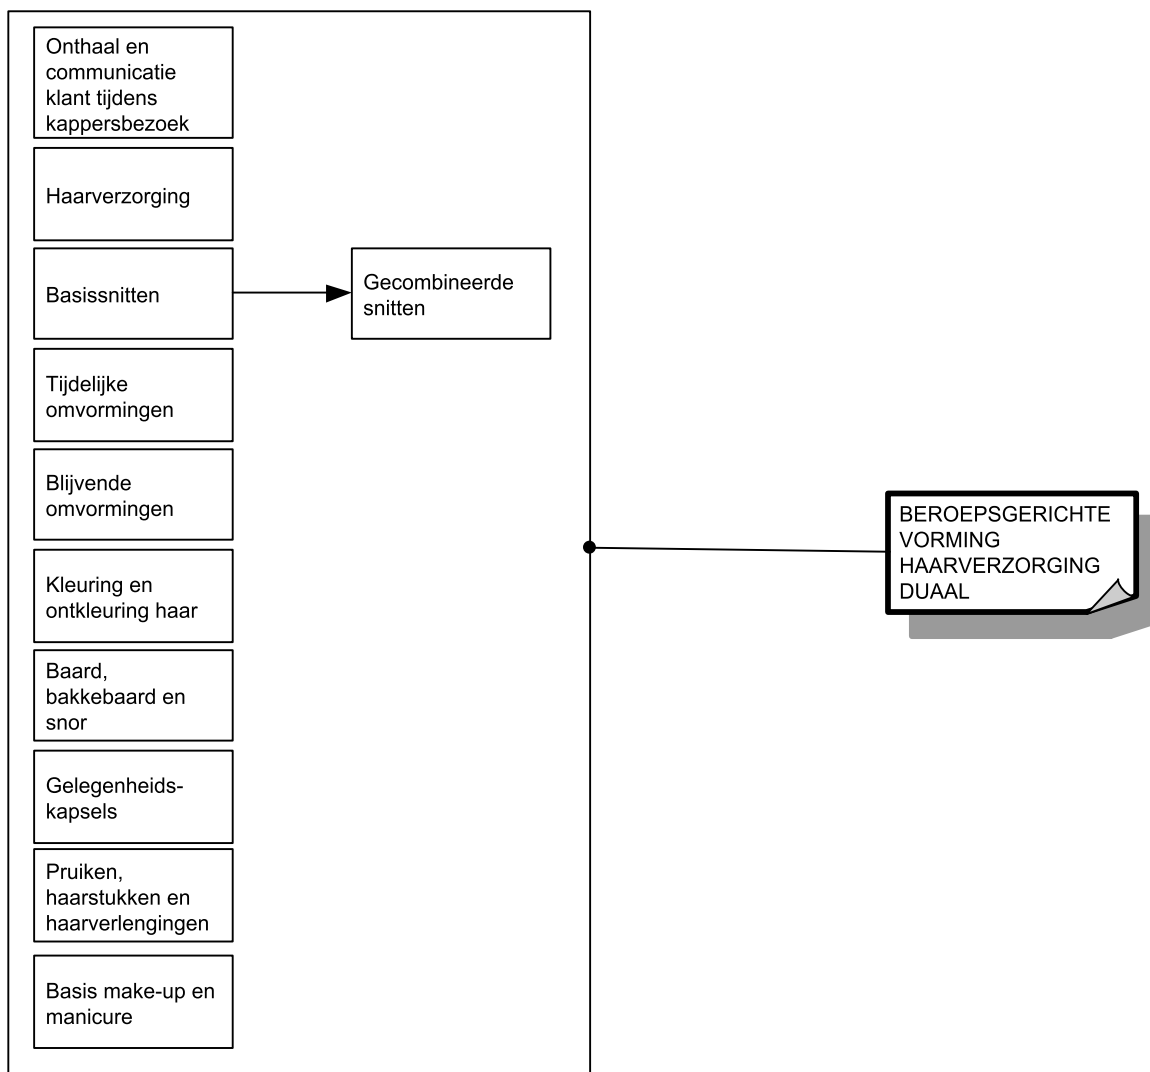 Onthaal en
communicatie
klant tijdens
kappersbezoek
Haarverzorging
Basissnitten
Gecombineerde
snitten
Tijdelijke
omvormingen
Blijvende
omvormingen
Kleuring en
ontkleuring haar
Baard,
bakkebaard en
snor
Gelegenheids-
kapsels
Pruiken,
haarstukken en
haarverlengingen
Basis make-up en
manicure
BEROEPSGERICHTE
VORMING
HAARVERZORGING
DUAAL